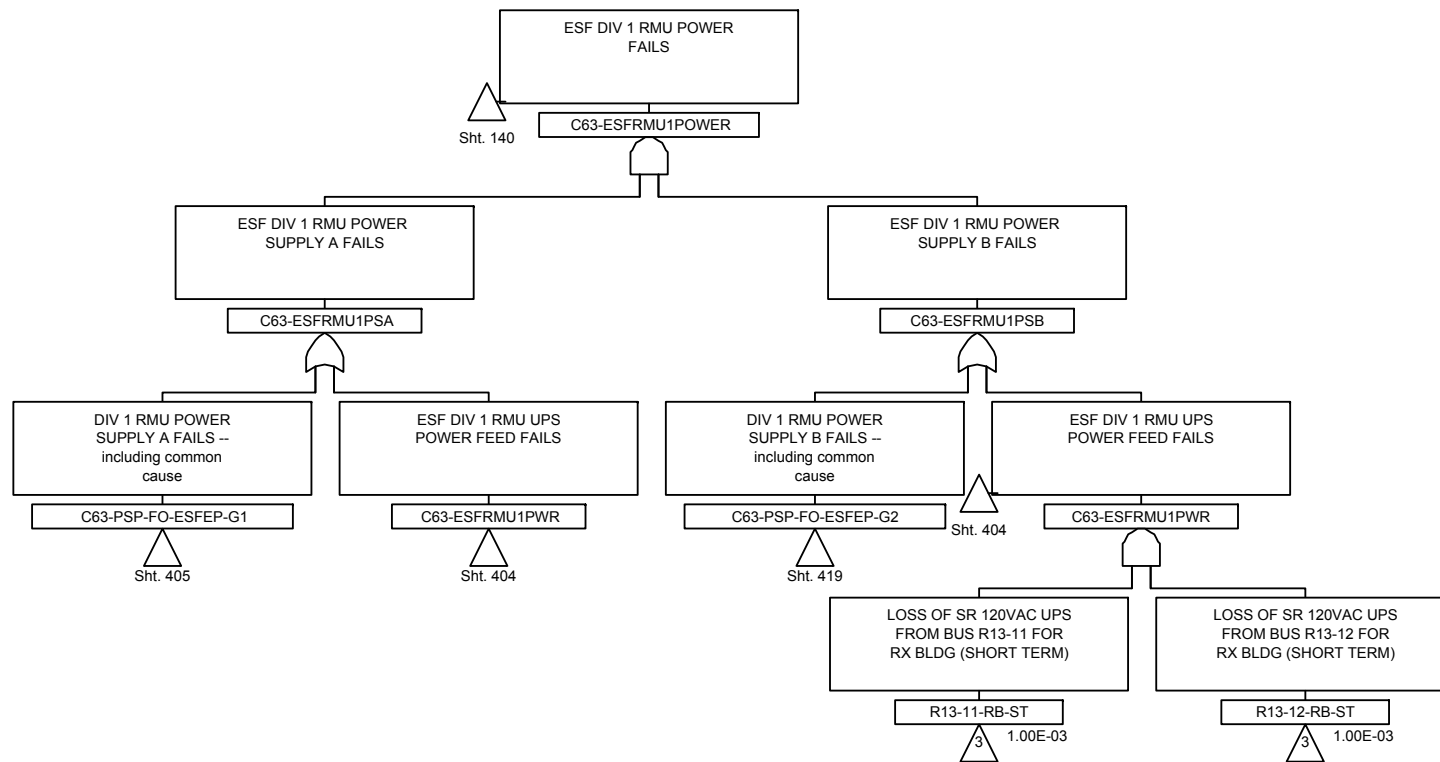 ESF DIV 1 RMU POWER
FAILS
Sht. 140
C63-ESFRMU1POWER
ESF DIV 1 RMU POWER
SUPPLY A FAILS
C63-ESFRMU1PSA
ESF DIV 1 RMU POWER
SUPPLY B FAILS
C63-ESFRMU1PSB
DIV 1 RMU POWER
SUPPLY A FAILS --
including common
cause
C63-PSP-FO-ESFEP-G1
Sht. 405
ESF DIV 1 RMU UPS
POWER FEED FAILS
C63-ESFRMU1PWR
Sht. 404
DIV 1 RMU POWER
SUPPLY B FAILS --
including common
cause
C63-PSP-FO-ESFEP-G2
Sht. 419
ESF DIV 1 RMU UPS
POWER FEED FAILS
Sht. 404
C63-ESFRMU1PWR
LOSS OF SR 120VAC UPS
FROM BUS R13-11 FOR
RX BLDG (SHORT TERM)
R13-11-RB-ST
3
1.00E-03
LOSS OF SR 120VAC UPS
FROM BUS R13-12 FOR
RX BLDG (SHORT TERM)
R13-12-RB-ST
3
1.00E-03